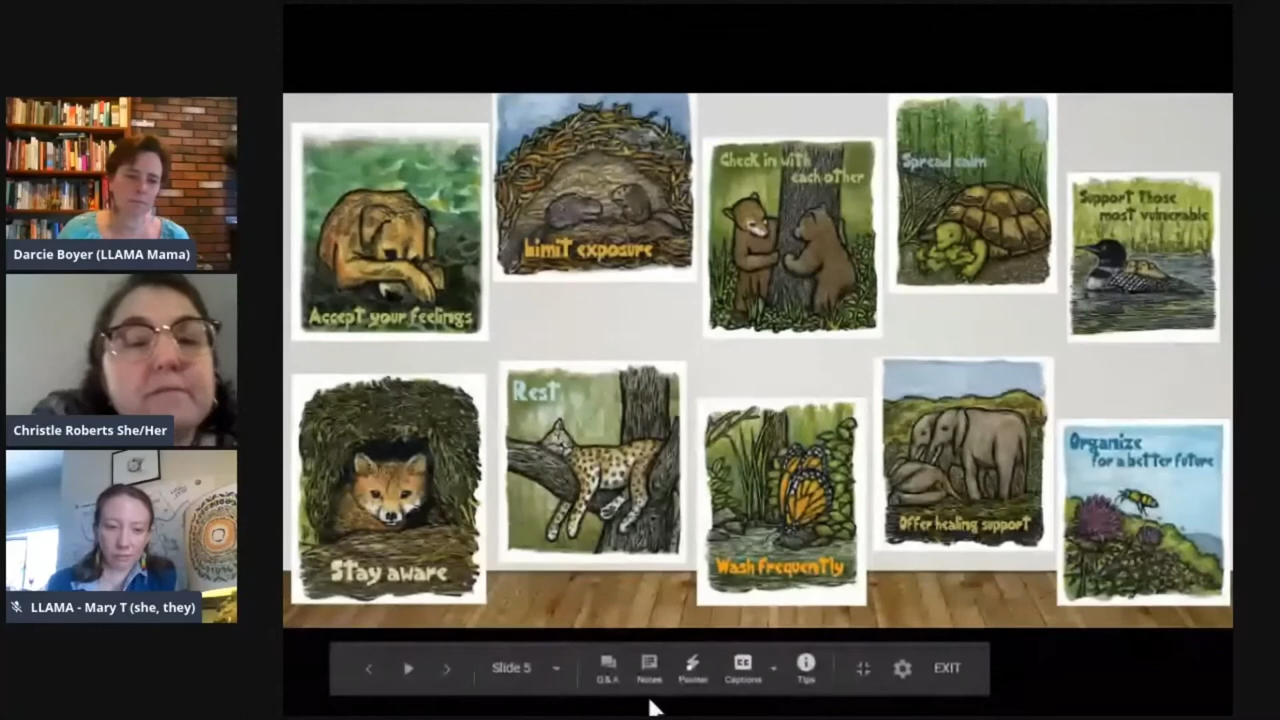 Darcie Boyer (LLAMA Mama)
Christle Roberts She/Her
LLAMA - Mary T (she, they)
Accept your feelings
Limit exposure
Check in with
each other
Spread calm
Support those
most vulnerable
Stay aware
Rest
Wash frequently
Offer healing support
Organize
for a better future
Slide 5
Q&A
Notes
Pointer
CC
Captions
Tips
EXIT